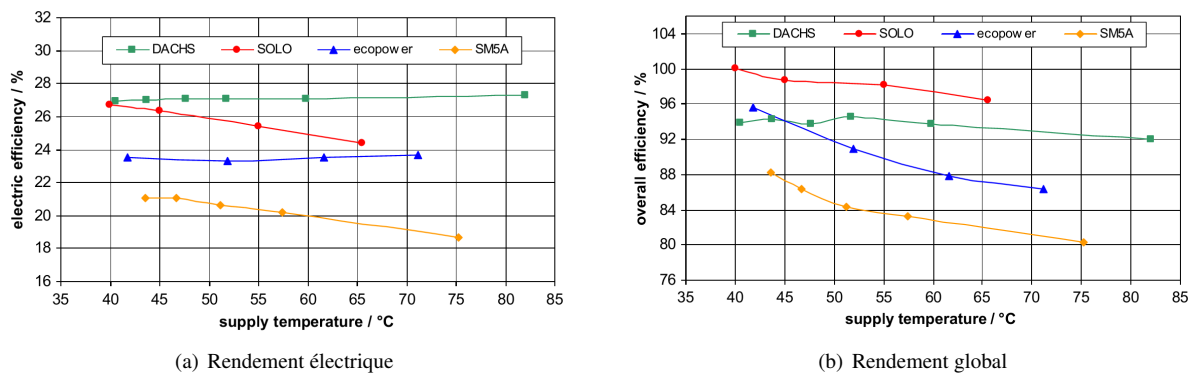 32
30
28
26
24
22
20
18
16
electric efficiency / %
DACHS SOLO ecopower SM5A
35 40 45 50 55 60 65 70 75 80 85
supply temperature / °C
(a) Rendement électrique
104
100
96
92
88
84
80
76
overall efficiency / %
DACHS SOLO ecopower SM5A
35 40 45 50 55 60 65 70 75 80 85
supply temperature / °C
(b) Rendement global